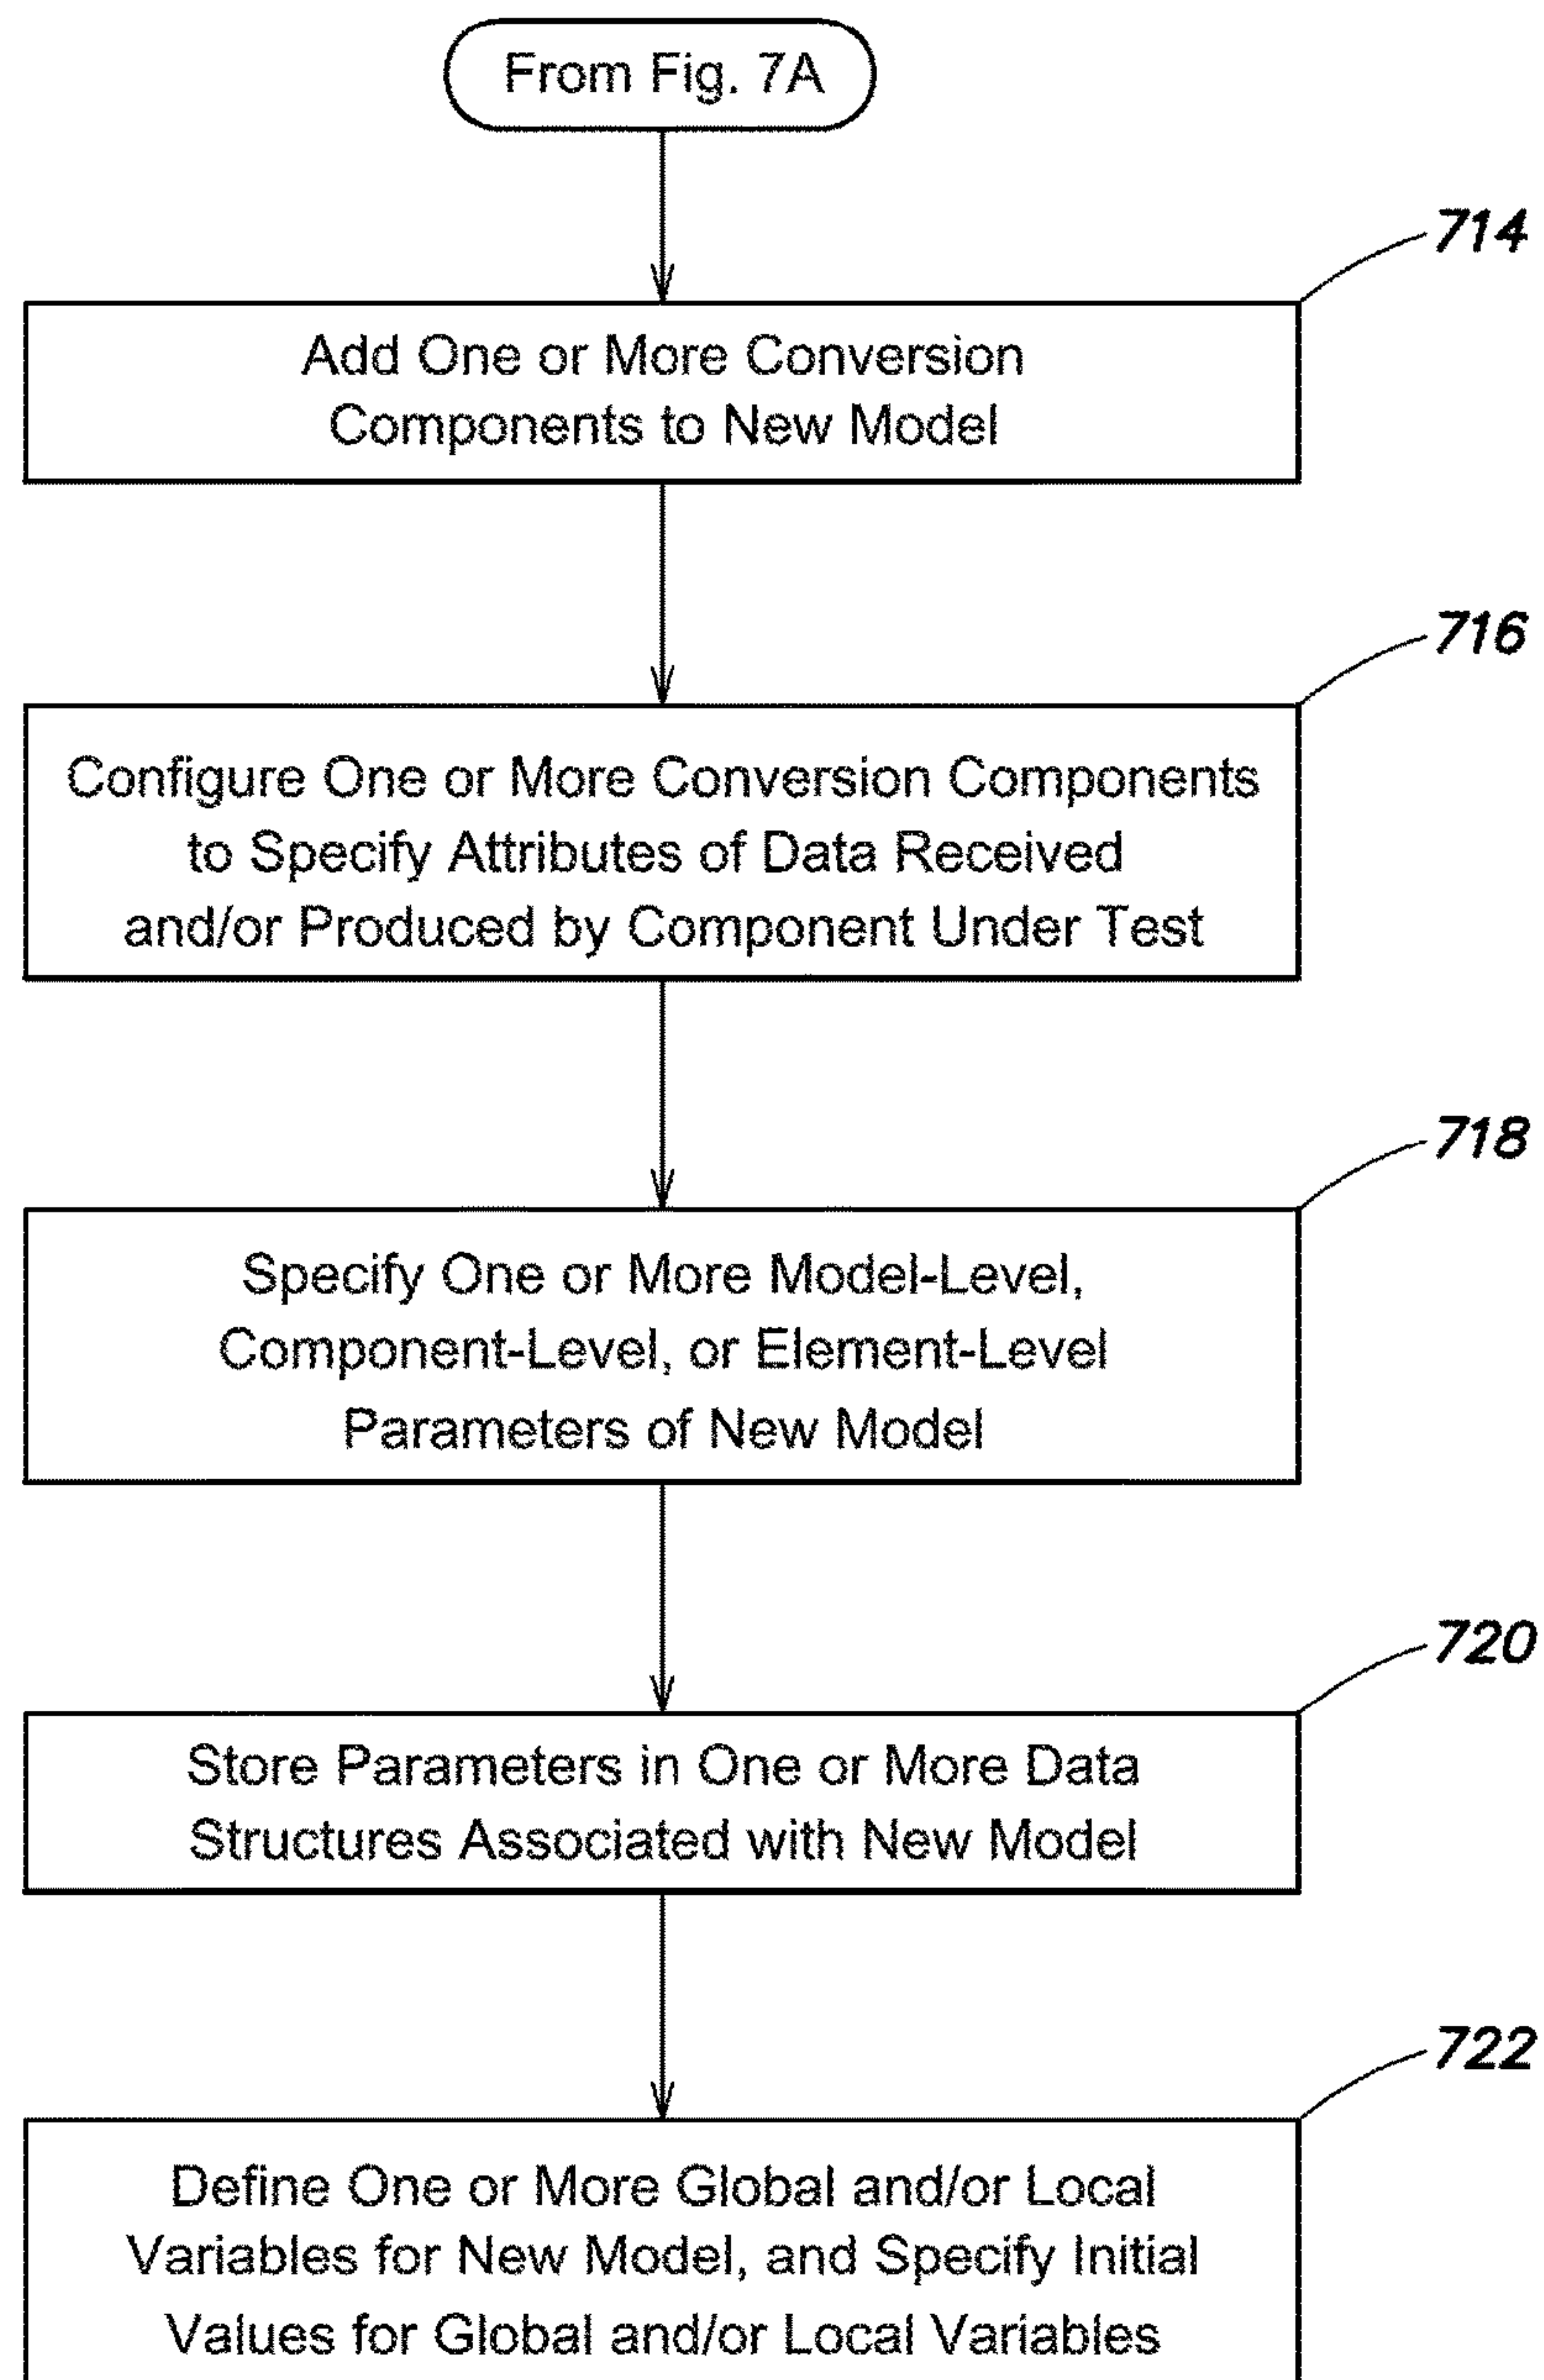 From Fig. 7A
714
Add One or More Conversion
Components to New Model
716
Configure One or More Conversion Components
to Specify Attributes of Data Received
and/or Produced by Component Under Test
718
Specify One or More Model-Level,
Component-Level, or Element-Level
Parameters of New Model
720
Store Parameters in One or More Data
Structures Associated with New Model
722
Define One or More Global and/or Local
Variables for New Model, and Specify Initial
Values for Global and/or Local Variables